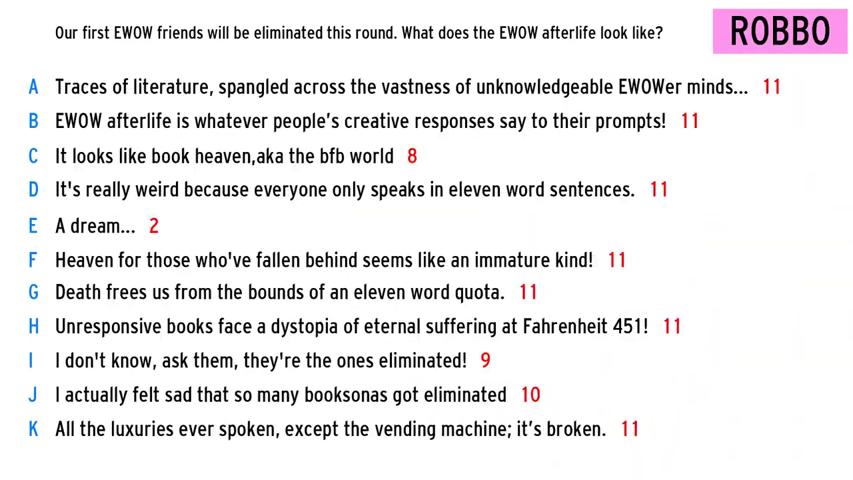 Our first EWOW friends will be eliminated this round. What does the EWOW afterlife look like?
ROBBO
A Traces of literature, spangled across the vastness of unknowledgeable EWOWer minds... 11
B EWOW afterlife is whatever people's creative responses say to their prompts! 11
C It looks like book heaven,aka the bfb world 8
D It's really weird because everyone only speaks in eleven word sentences. 11
E A dream... 2
F Heaven for those who've fallen behind seems like an immature kind! 11
G Death frees us from the bounds of an eleven word quota. 11
H Unresponsive books face a dystopia of eternal suffering at Fahrenheit 451! 11
I I don't know, ask them, they're the ones eliminated! 9
J I actually felt sad that so many booksonas got eliminated 10
K All the luxuries ever spoken, except the vending machine; it's broken. 11